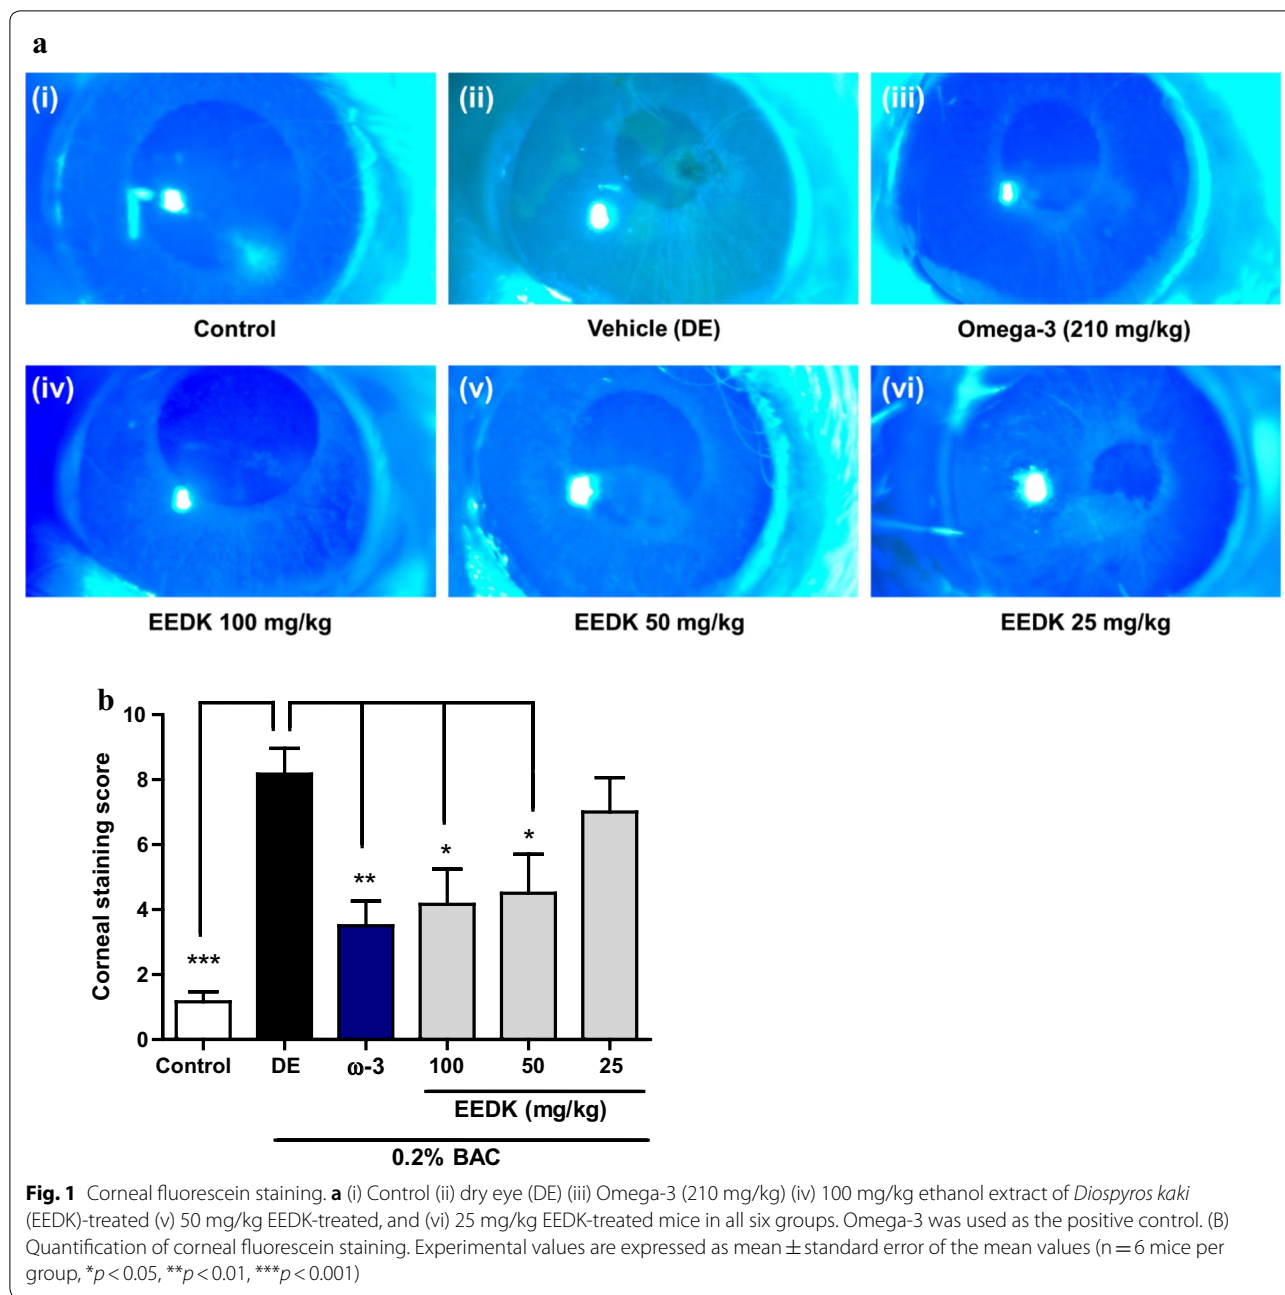 a
(i)
(ii)
(iii)
Control
Vehicle (DE)
Omega-3 (210 mg/kg)
(iv)
(v)
(vi)
EEDK 100 mg/kg
EEDK 50 mg/kg
EEDK 25 mg/kg
b
10
8
6
4
2
0
Corneal staining score
***
**
*
*
Control
DE
ω-3
100
50
25
EEDK (mg/kg)
0.2% BAC
Fig. 1 Corneal fluorescein staining. a (i) Control (ii) dry eye (DE) (iii) Omega-3 (210 mg/kg) (iv) 100 mg/kg ethanol extract of Diospyros kaki
(EEDK)-treated (v) 50 mg/kg EEDK-treated, and (vi) 25 mg/kg EEDK-treated mice in all six groups. Omega-3 was used as the positive control. (B)
Quantification of corneal fluorescein staining. Experimental values are expressed as mean ± standard error of the mean values (n = 6 mice per
group, *p < 0.05, **p < 0.01, ***p < 0.001)